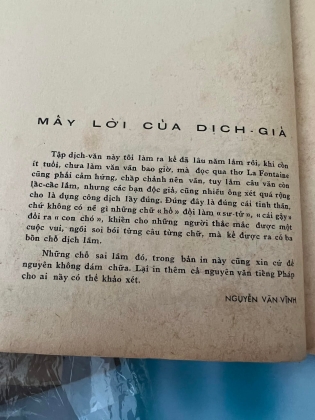 MẤY LỜI CỦA DỊCH-GIẢ
Tập dịch-văn này tôi làm ra kể đã lâu năm lắm rồi, khi còn
ít tuổi, chưa làm văn vần bao giờ, mà đọc qua thơ La Fontaine
cũng phải cảm hứng, chắp chảnh nên vần, tuy lắm câu văn còn
lạc-cạc lắm, nhưng các bạn độc giả, cũng nhiều ông xét quá rộng
cho là dụng công dịch lấy đúng. Đúng đây là đúng cái tinh thần,
chứ không có nề gì những chữ « hồ » đổi làm « sư-tử », « cái gậy »
đổi ra « con chó », khiến cho những người thắc mắc được một
cuộc vui, ngồi soi bói từng câu từng chữ, mà kể được ra có ba
bốn chỗ dịch lầm.
Những chỗ sai lầm đó, trong bản in này cũng xin cứ để
nguyên không dám chữa. Lại in thêm cả nguyên văn tiếng Pháp
cho ai nấy có thể khảo xét.
NGUYỄN VĂN VĨNH